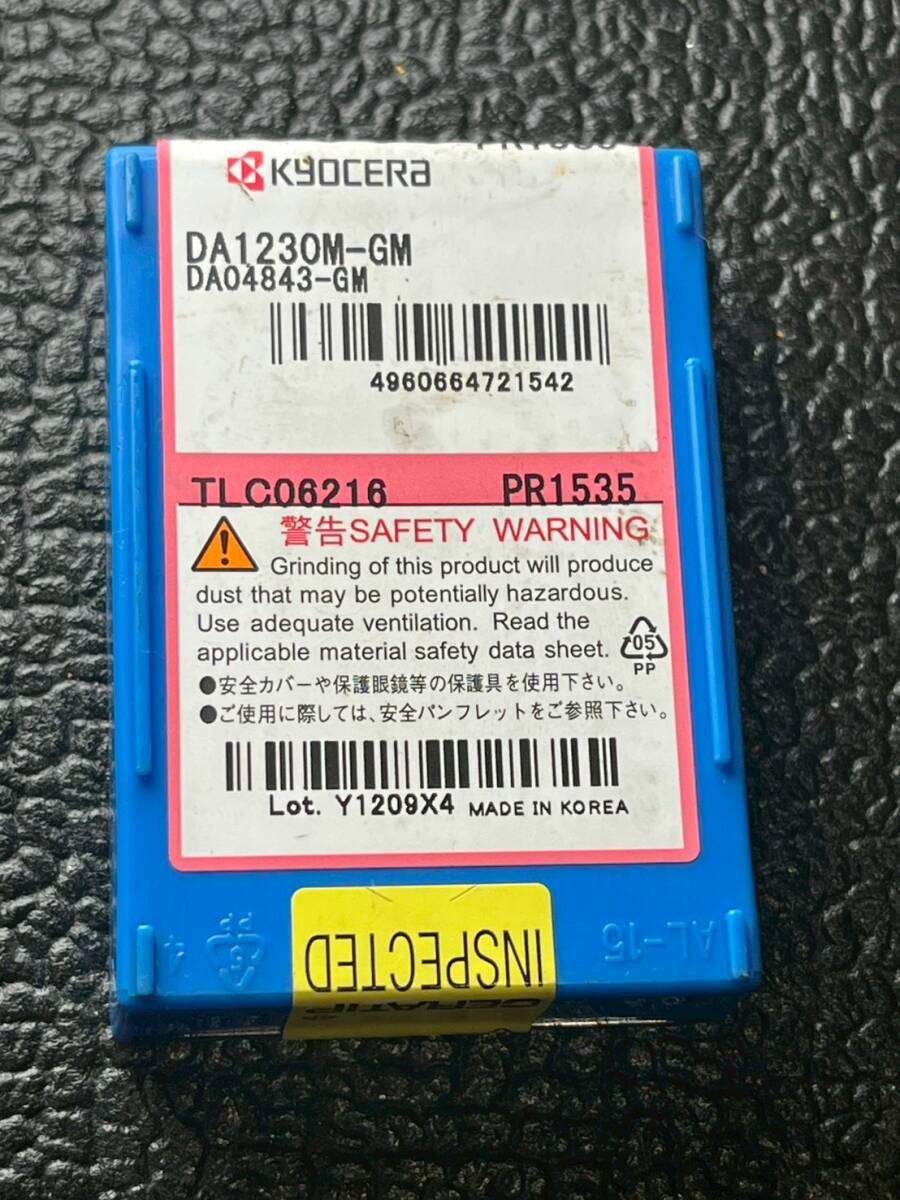 KYOCERA
DA1230M-GM
DA04843-GM
4960664721542
TLC06216 PR1535
警告SAFETY WARNING
Grinding of this product will produce
dust that may be potentially hazardous.
Use adequate ventilation. Read the
applicable material safety data sheet.
05
PP
●安全カバーや保護眼鏡等の保護具を使用下さい。
●ご使用に際しては、安全パンフレットをご参照下さい。
Lot. Y1209X4 MADE IN KOREA
INSPECTED
CERATIP
AL-15
PP
4